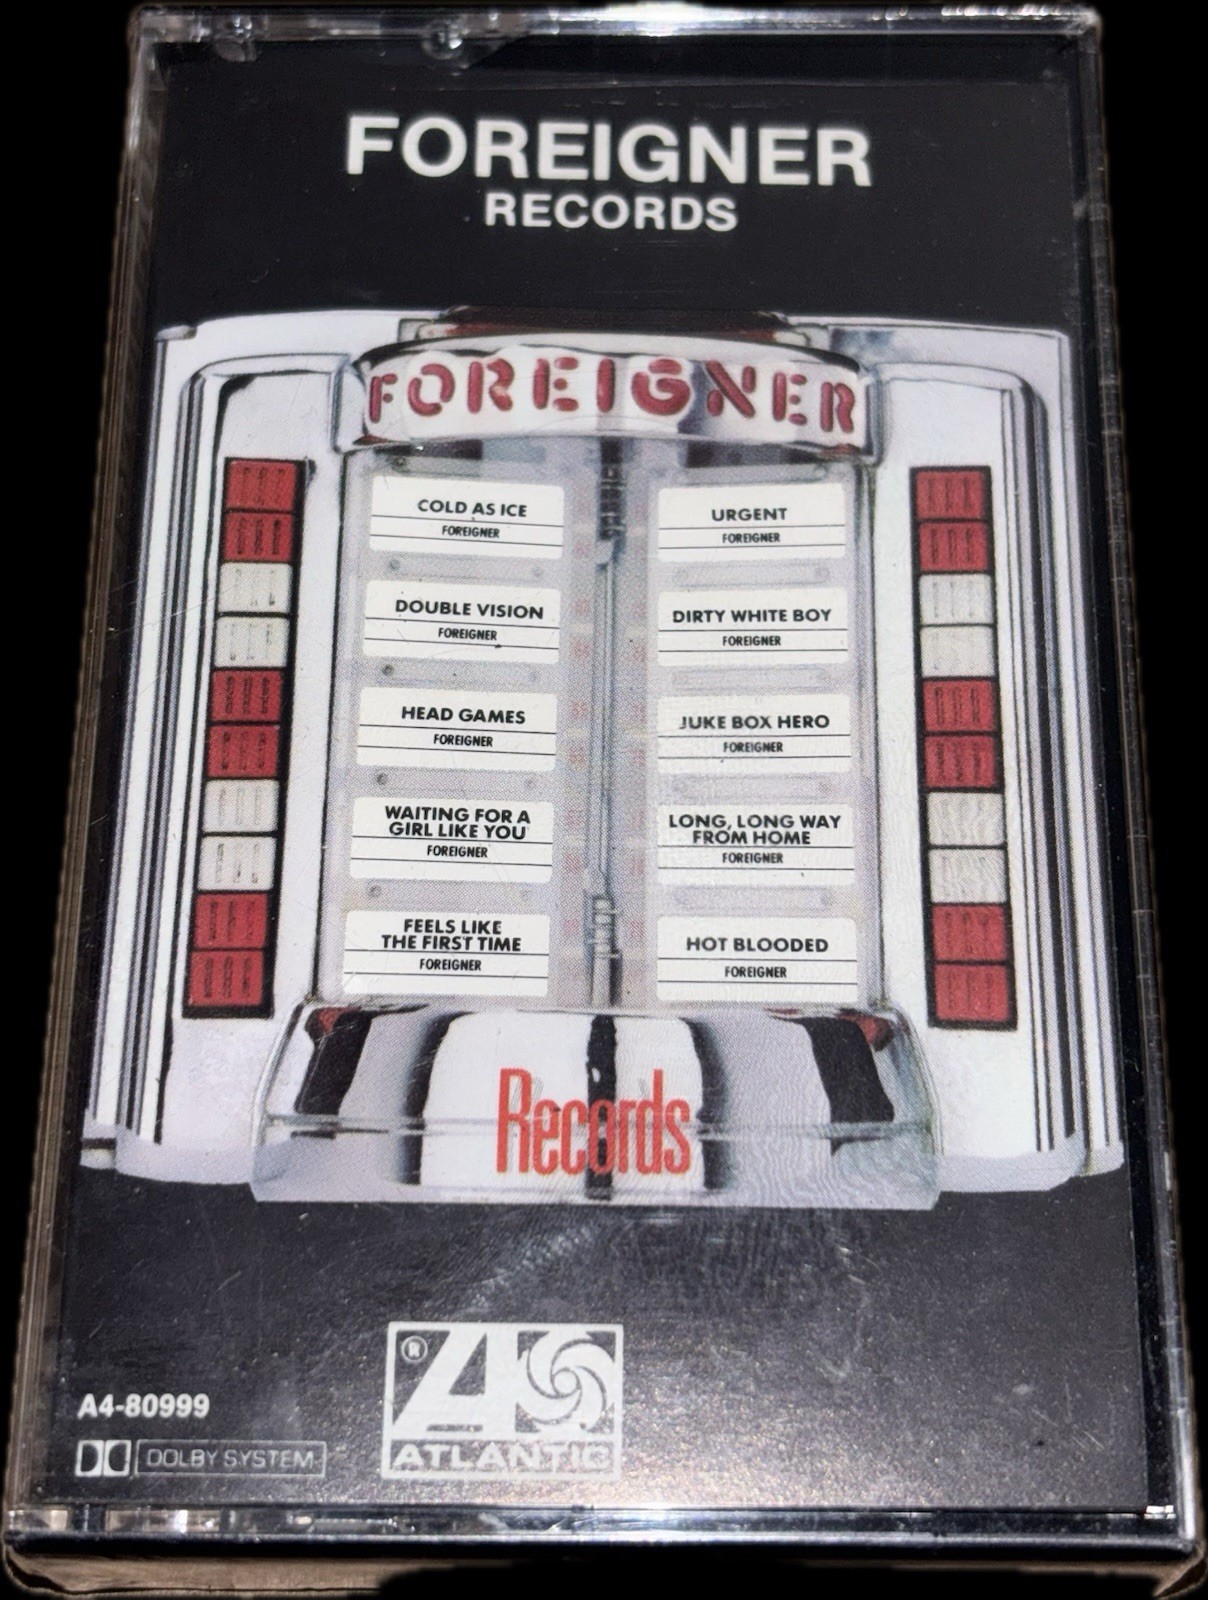 FOREIGNER
RECORDS
FOREIGNER
COLD AS ICE
FOREIGNER
DOUBLE VISION
FOREIGNER
HEAD GAMES
FOREIGNER
WAITING FOR A
GIRL LIKE YOU
FOREIGNER
FEELS LIKE
THE FIRST TIME
FOREIGNER
URGENT
FOREIGNER
DIRTY WHITE BOY
FOREIGNER
JUKE BOX HERO
FOREIGNER
LONG, LONG WAY
FROM HOME
FOREIGNER
HOT BLOODED
FOREIGNER
Records
A4-80999
DOLBY SYSTEM
®
ATLANTIC